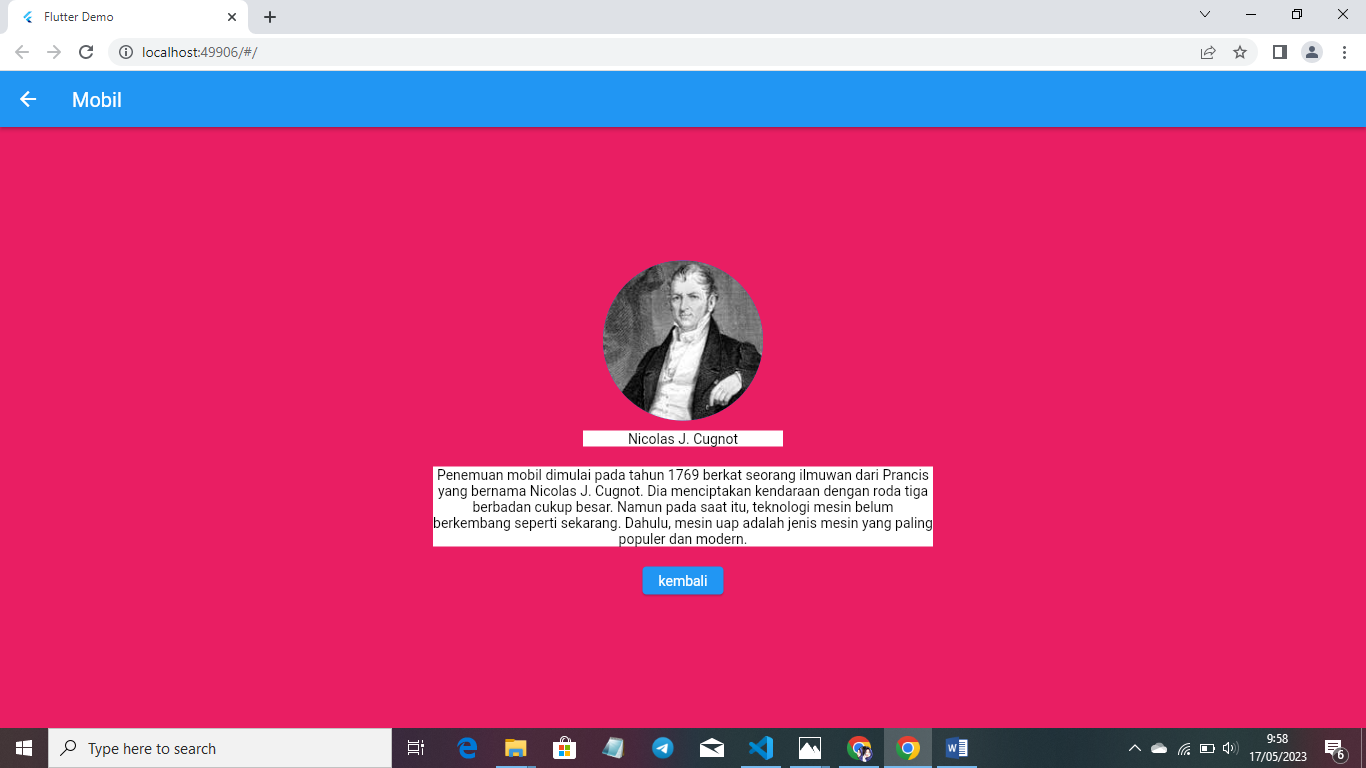 Flutter Demo
localhost:49906/#/
Mobil
Nicolas J. Cugnot
Penemuan mobil dimulai pada tahun 1769 berkat seorang ilmuwan dari Prancis
yang bernama Nicolas J. Cugnot. Dia menciptakan kendaraan dengan roda tiga
berbadan cukup besar. Namun pada saat itu, teknologi mesin belum
berkembang seperti sekarang. Dahulu, mesin uap adalah jenis mesin yang paling
populer dan modern.
kembali
Type here to search
9:58
17/05/2023
6